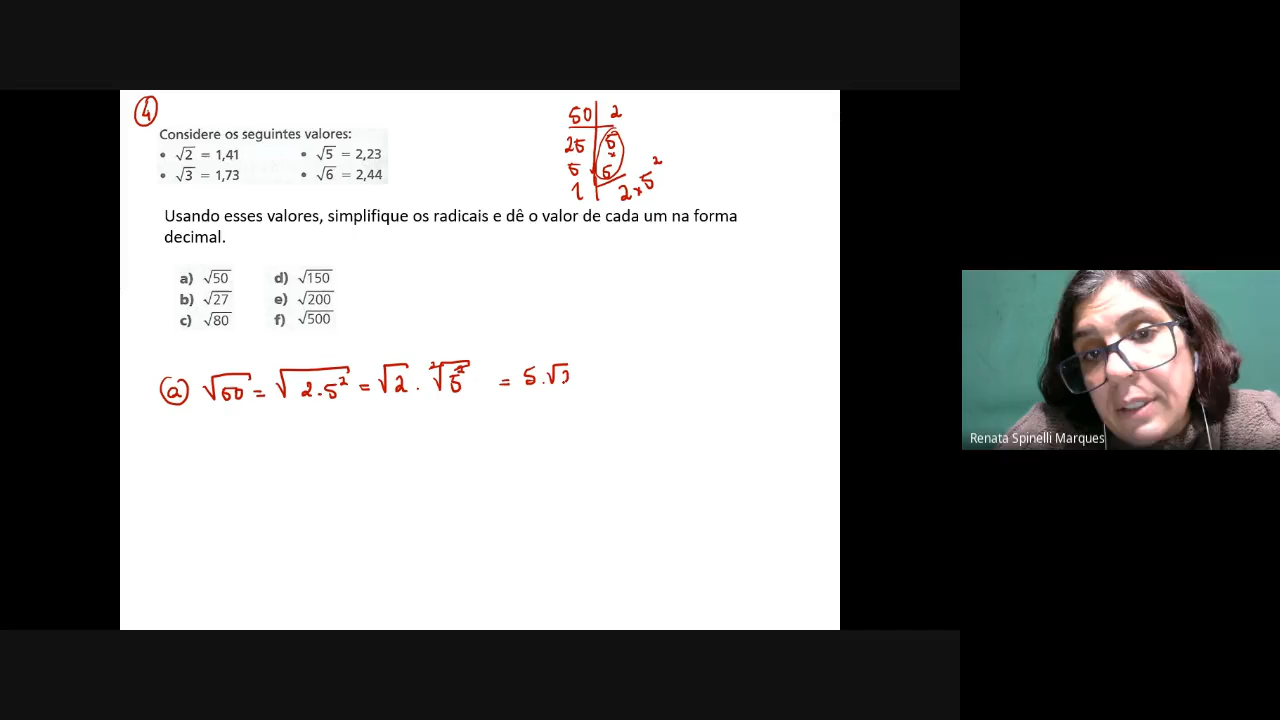 4
Considere os seguintes valores:
• √2 = 1,41 • √5 = 2,23
• √3 = 1,73 • √6 = 2,44
50 | 2
25 | 5
×
5 | 5
1 | 2 × 5²
Usando esses valores, simplifique os radicais e dê o valor de cada um na forma
decimal.
a) √50 d) √150
b) √27 e) √200
c) √80 f) √500
a √50 = √2·5² = √2 · ²√5² = 5·√
Renata Spinelli Marques